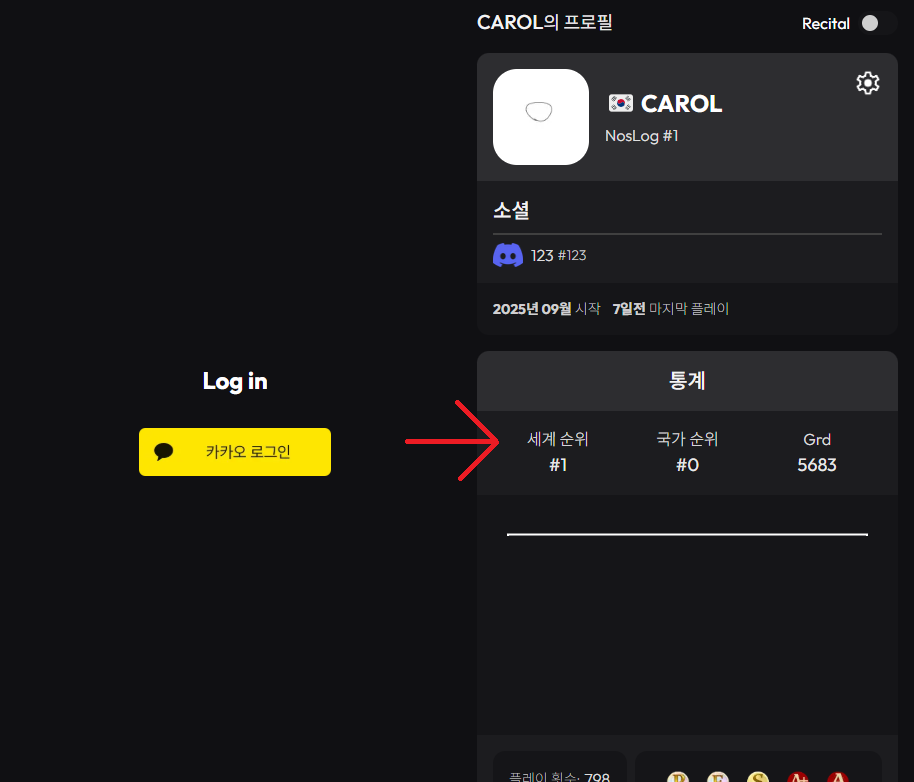 CAROL의 프로필
Recital
CAROL
NosLog #1
소셜
123 #123
2025년 09월 시작 7일전 마지막 플레이
Log in
카카오 로그인
통계
세계 순위 국가 순위 Grd
#1 #0 5683
플레이 횟수: 798
P F S A+ A